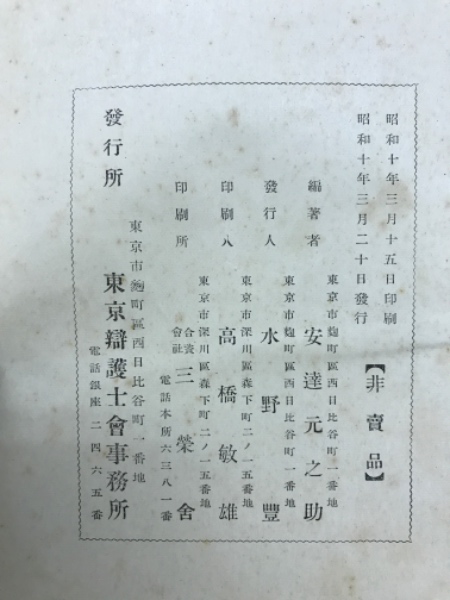 昭和十年三月十五日印刷
昭和十年三月二十日發行
【非賣品】
東京市麴町區西日比谷町一番地
編著者 安達元之助
東京市麴町區西日比谷町一番地
發行人 水野豐
東京市深川區森下町二ノ一五番地
印刷人 高橋敏雄
東京市深川區森下町二ノ一五番地
印刷所 合資會社 三榮舍
電話本所六三八一番
東京市麴町區西日比谷町一番地
發行所 東京辯護士會事務所
電話銀座二四六五番